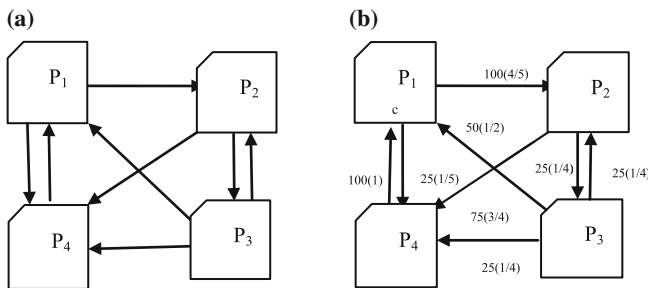 (a)
(b)
P1
P2
P4
P3
P1
c
100(4/5)
P2
50(1/2)
100(1)
25(1/5)
25(1/4)
25(1/4)
75(3/4)
P4
P3
25(1/4)